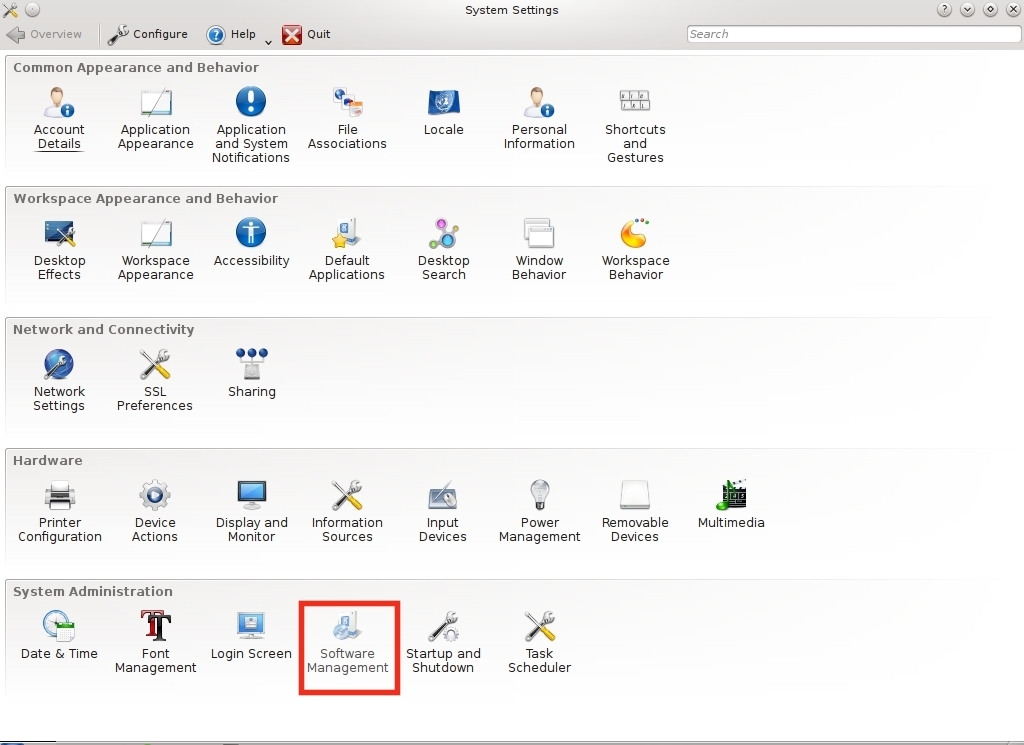 System Settings
Overview Configure Help Quit Search
Common Appearance and Behavior
Account Application Application File Locale Personal Shortcuts
Details Appearance and System Associations Information and
Notifications Gestures
Workspace Appearance and Behavior
Desktop Workspace Accessibility Default Desktop Window Workspace
Effects Appearance Applications Search Behavior Behavior
Network and Connectivity
Network SSL Sharing
Settings Preferences
Hardware
Printer Device Display and Information Input Power Removable Multimedia
Configuration Actions Monitor Sources Devices Management Devices
System Administration
Date & Time Font Login Screen Software Startup and Task
Management Management Shutdown Scheduler